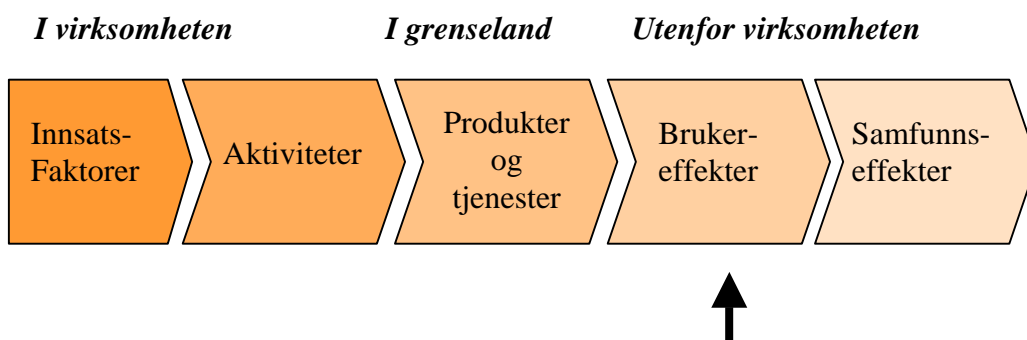 I virksomheten
I grenseland
Utenfor virksomheten
Innsats-
Faktorer
Aktiviteter
Produkter
og
tjenester
Bruker-
effekter
Samfunns-
effekter